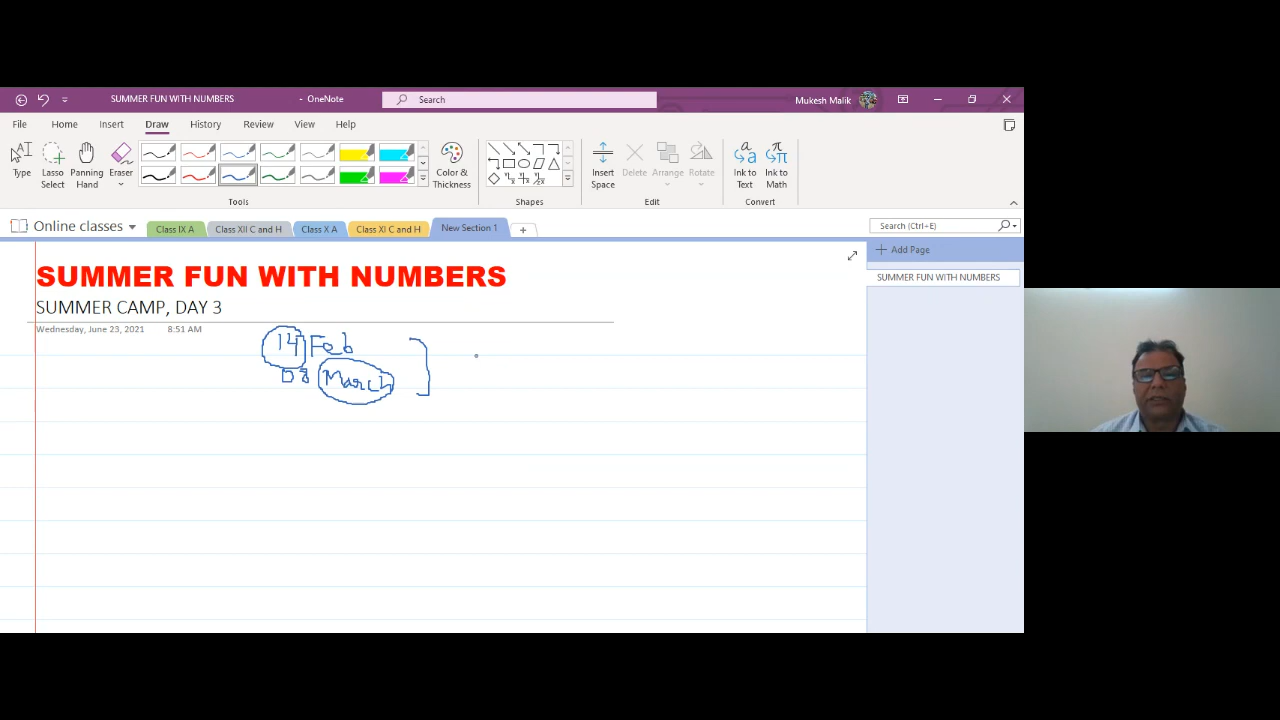 SUMMER FUN WITH NUMBERS - OneNote Search Mukesh Malik
File Home Insert Draw History Review View Help
Type Lasso Select Panning Hand Eraser Color & Thickness Insert Space Delete Arrange Rotate Ink to Text Ink to Math
Tools Shapes Edit Convert
Online classes Class IX A Class XII C and H Class X A Class XI C and H New Section 1 Search (Ctrl+E)
Add Page
SUMMER FUN WITH NUMBERS
SUMMER FUN WITH NUMBERS
SUMMER CAMP, DAY 3
Wednesday, June 23, 2021 8:51 AM
14 Feb
March